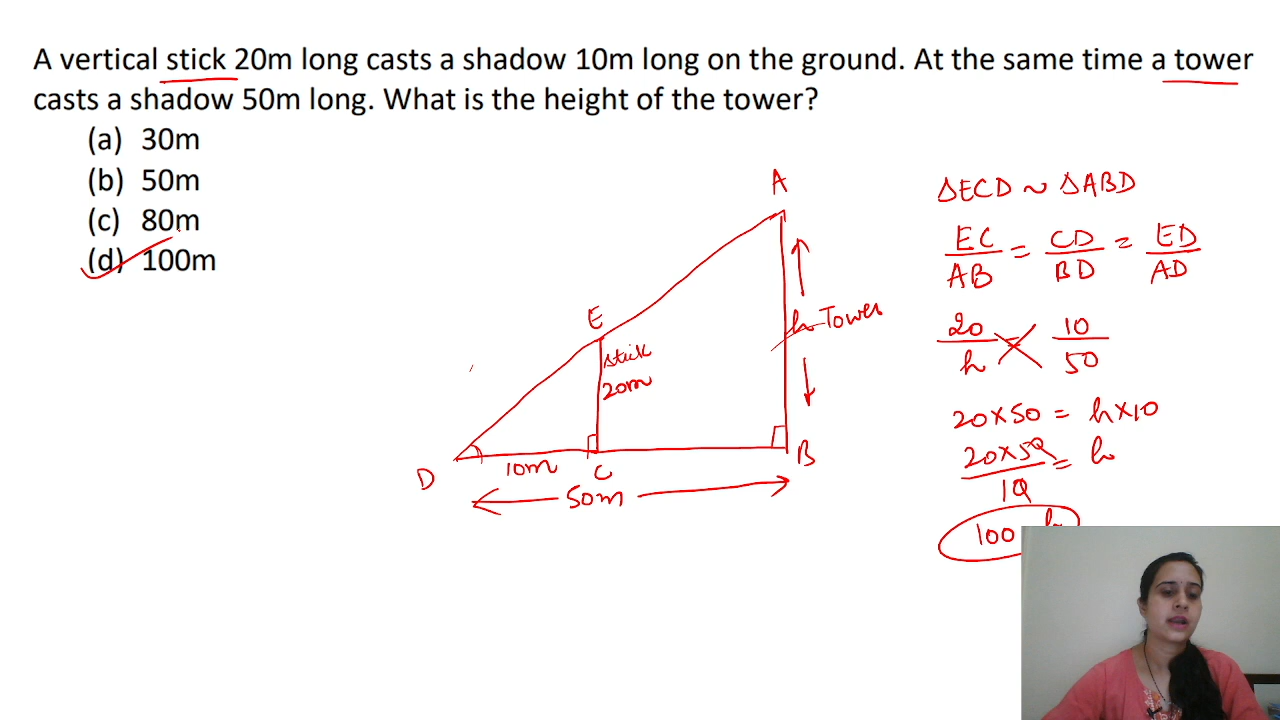 A vertical stick 20m long casts a shadow 10m long on the ground. At the same time a tower
casts a shadow 50m long. What is the height of the tower?
(a) 30m
(b) 50m
(c) 80m
(d) 100m
A
E
stick
20m
h Tower
D
10m
C
B
50m
ΔECD ~ ΔABD
EC/AB = CD/BD = ED/AD
20/h = 10/50
20×50 = h×10
20×50/10 = h
100